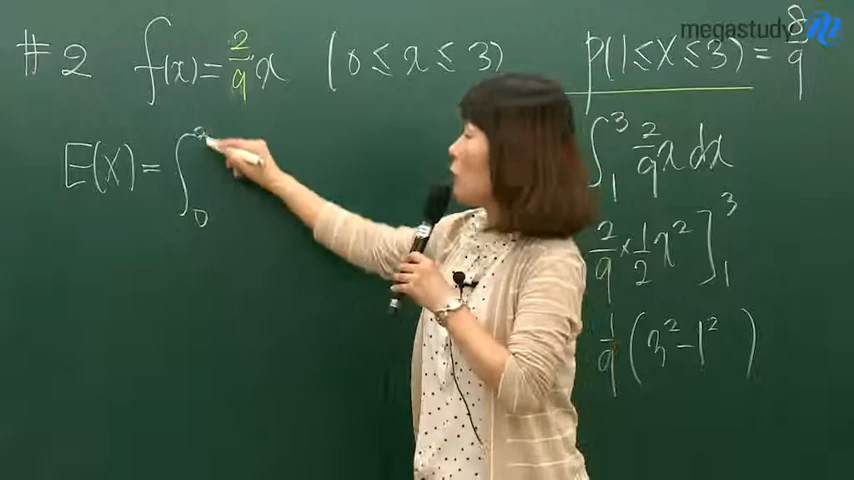 megastudy
#2 f(x)= 2/9 x (0≤x≤3) P(1≤X≤3)= 8/9
E(X)= ∫₀³
∫₁³ 2/9 x dx
2/9 × 1/2 x² ]₁³
1/9 (3²-1²)